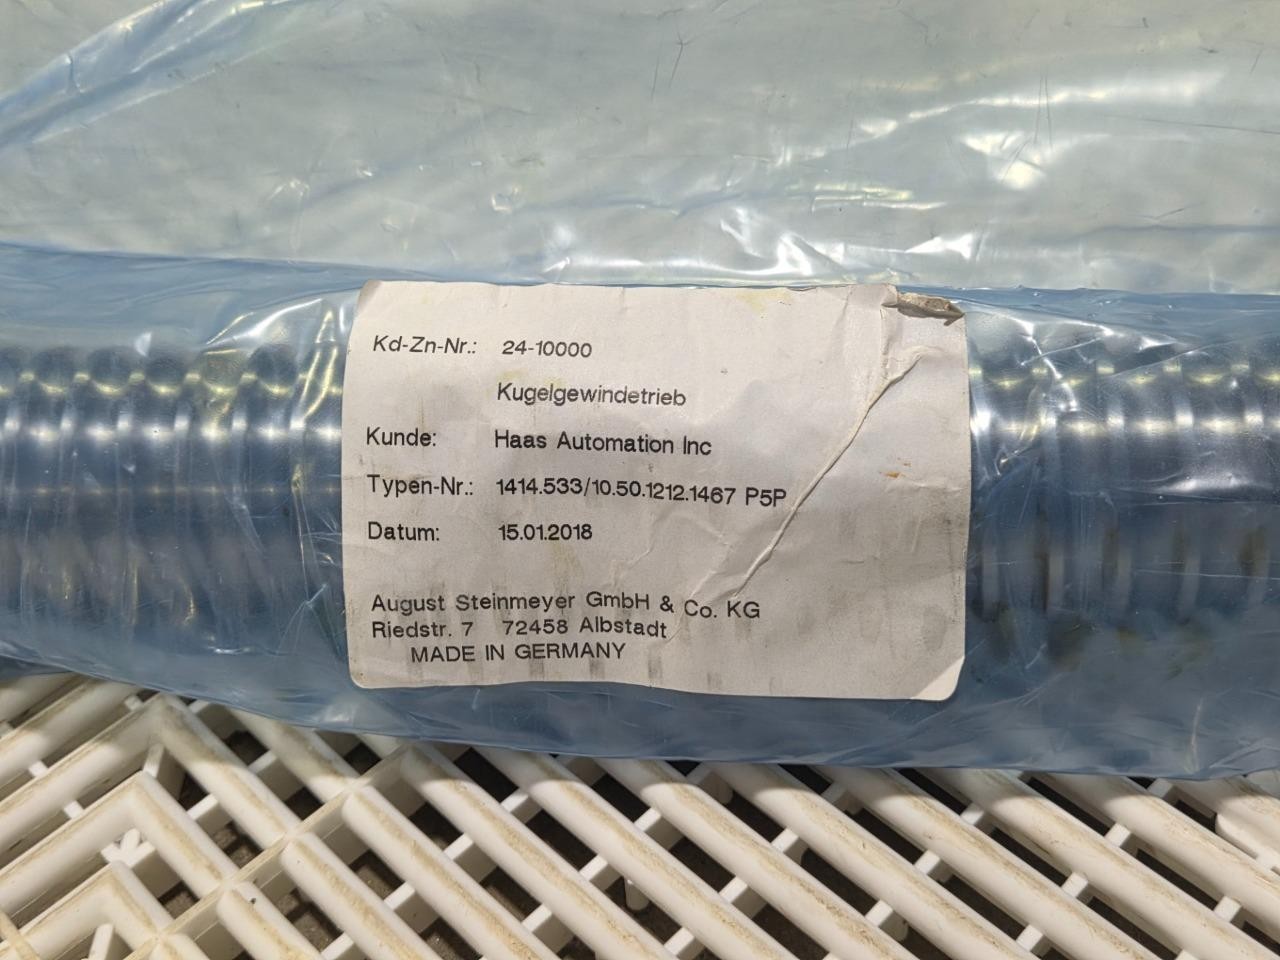 Kd-Zn-Nr.: 24-10000
Kugelgewindetrieb
Kunde: Haas Automation Inc
Typen-Nr.: 1414.533/10.50.1212.1467 P5P
Datum: 15.01.2018
August Steinmeyer GmbH & Co. KG
Riedstr. 7 72458 Albstadt
MADE IN GERMANY